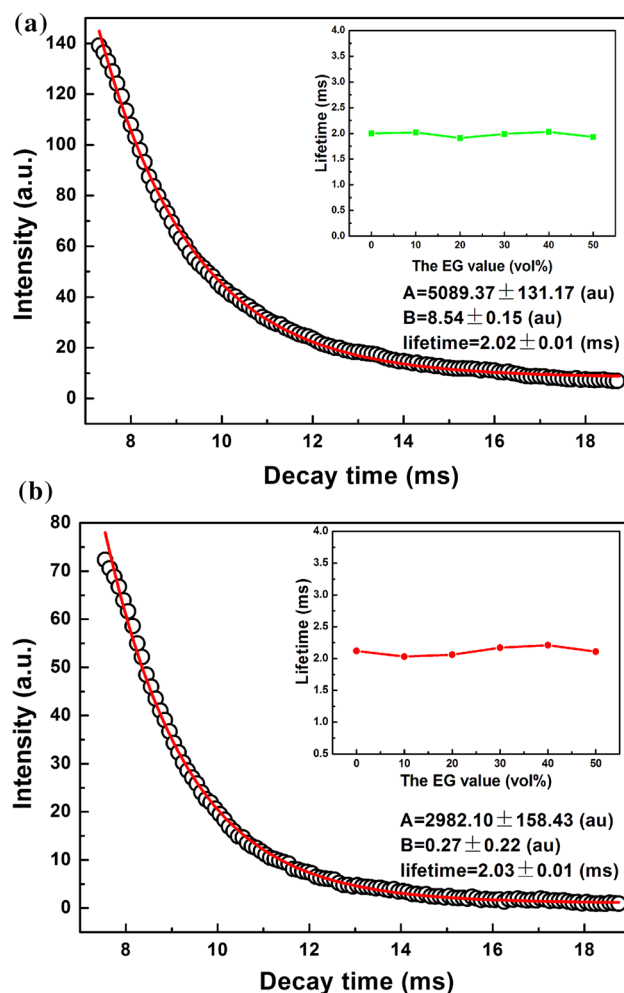 (a)
140
120
100
80
60
40
20
0
Intensity (a.u.)
8 10 12 14 16 18
Decay time (ms)
4.0
3.5
3.0
2.5
2.0
1.5
1.0
0.5
0.0
Lifetime (ms)
0 10 20 30 40 50
The EG value (vol%)
A=5089.37±131.17 (au)
B=8.54±0.15 (au)
lifetime=2.02±0.01 (ms)
(b)
80
70
60
50
40
30
20
10
0
Intensity (a.u.)
8 10 12 14 16 18
Decay time (ms)
4.0
3.5
3.0
2.5
2.0
1.5
1.0
0.5
Lifetime (ms)
0 10 20 30 40 50
The EG value (vol%)
A=2982.10±158.43 (au)
B=0.27±0.22 (au)
lifetime=2.03±0.01 (ms)